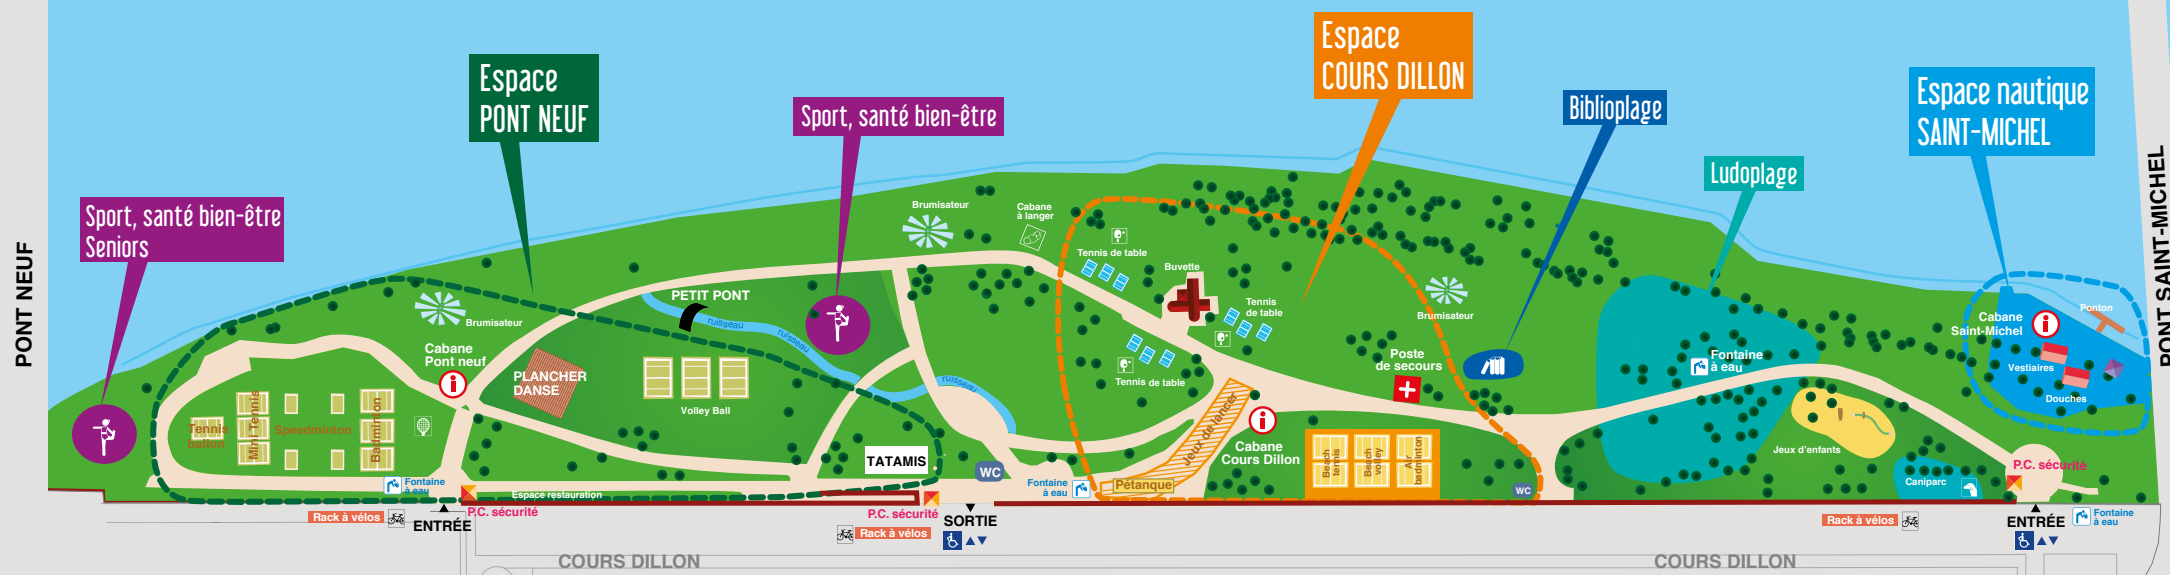 PONT NEUF
Sport, santé bien-être
Seniors
Espace
PONT NEUF
Sport, santé bien-être
Espace
COURS DILLON
Biblioplage
Ludoplage
Espace nautique
SAINT-MICHEL
PONT SAINT-MICHEL
Brumisateur
Cabane
Pont neuf
PLANCHER
DANSE
PETIT PONT
ruisseau
ruisseau
ruisseau
Volley Ball
Tennis
ballon
Mini Tennis
Speedminton
Badminton
Fontaine
à eau
Espace restauration
TATAMIS
WC
Brumisateur
Cabane
à langer
Tennis de table
Buvette
Tennis
de table
Tennis de table
Jeux de lancer
Pétanque
Fontaine
à eau
Cabane
Cours Dillon
Beach
tennis
Beach
volley
Air
badminton
Poste
de secours
Brumisateur
WC
Fontaine
à eau
Jeux d'enfants
Caniparc
Cabane
Saint-Michel
Ponton
Vestiaires
Douches
P.C. sécurité
Rack à vélos
ENTRÉE
P.C. sécurité
P.C. sécurité
Rack à vélos
SORTIE
Rack à vélos
ENTRÉE
Fontaine
à eau
COURS DILLON
COURS DILLON